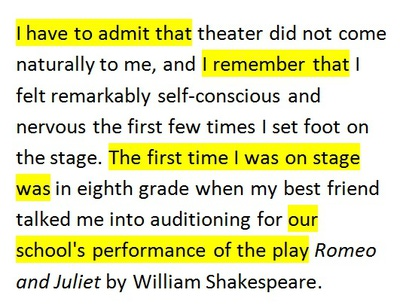 I have to admit that theater did not come
naturally to me, and I remember that I
felt remarkably self-conscious and
nervous the first few times I set foot on
the stage. The first time I was on stage
was in eighth grade when my best friend
talked me into auditioning for our
school's performance of the play Romeo
and Juliet by William Shakespeare.